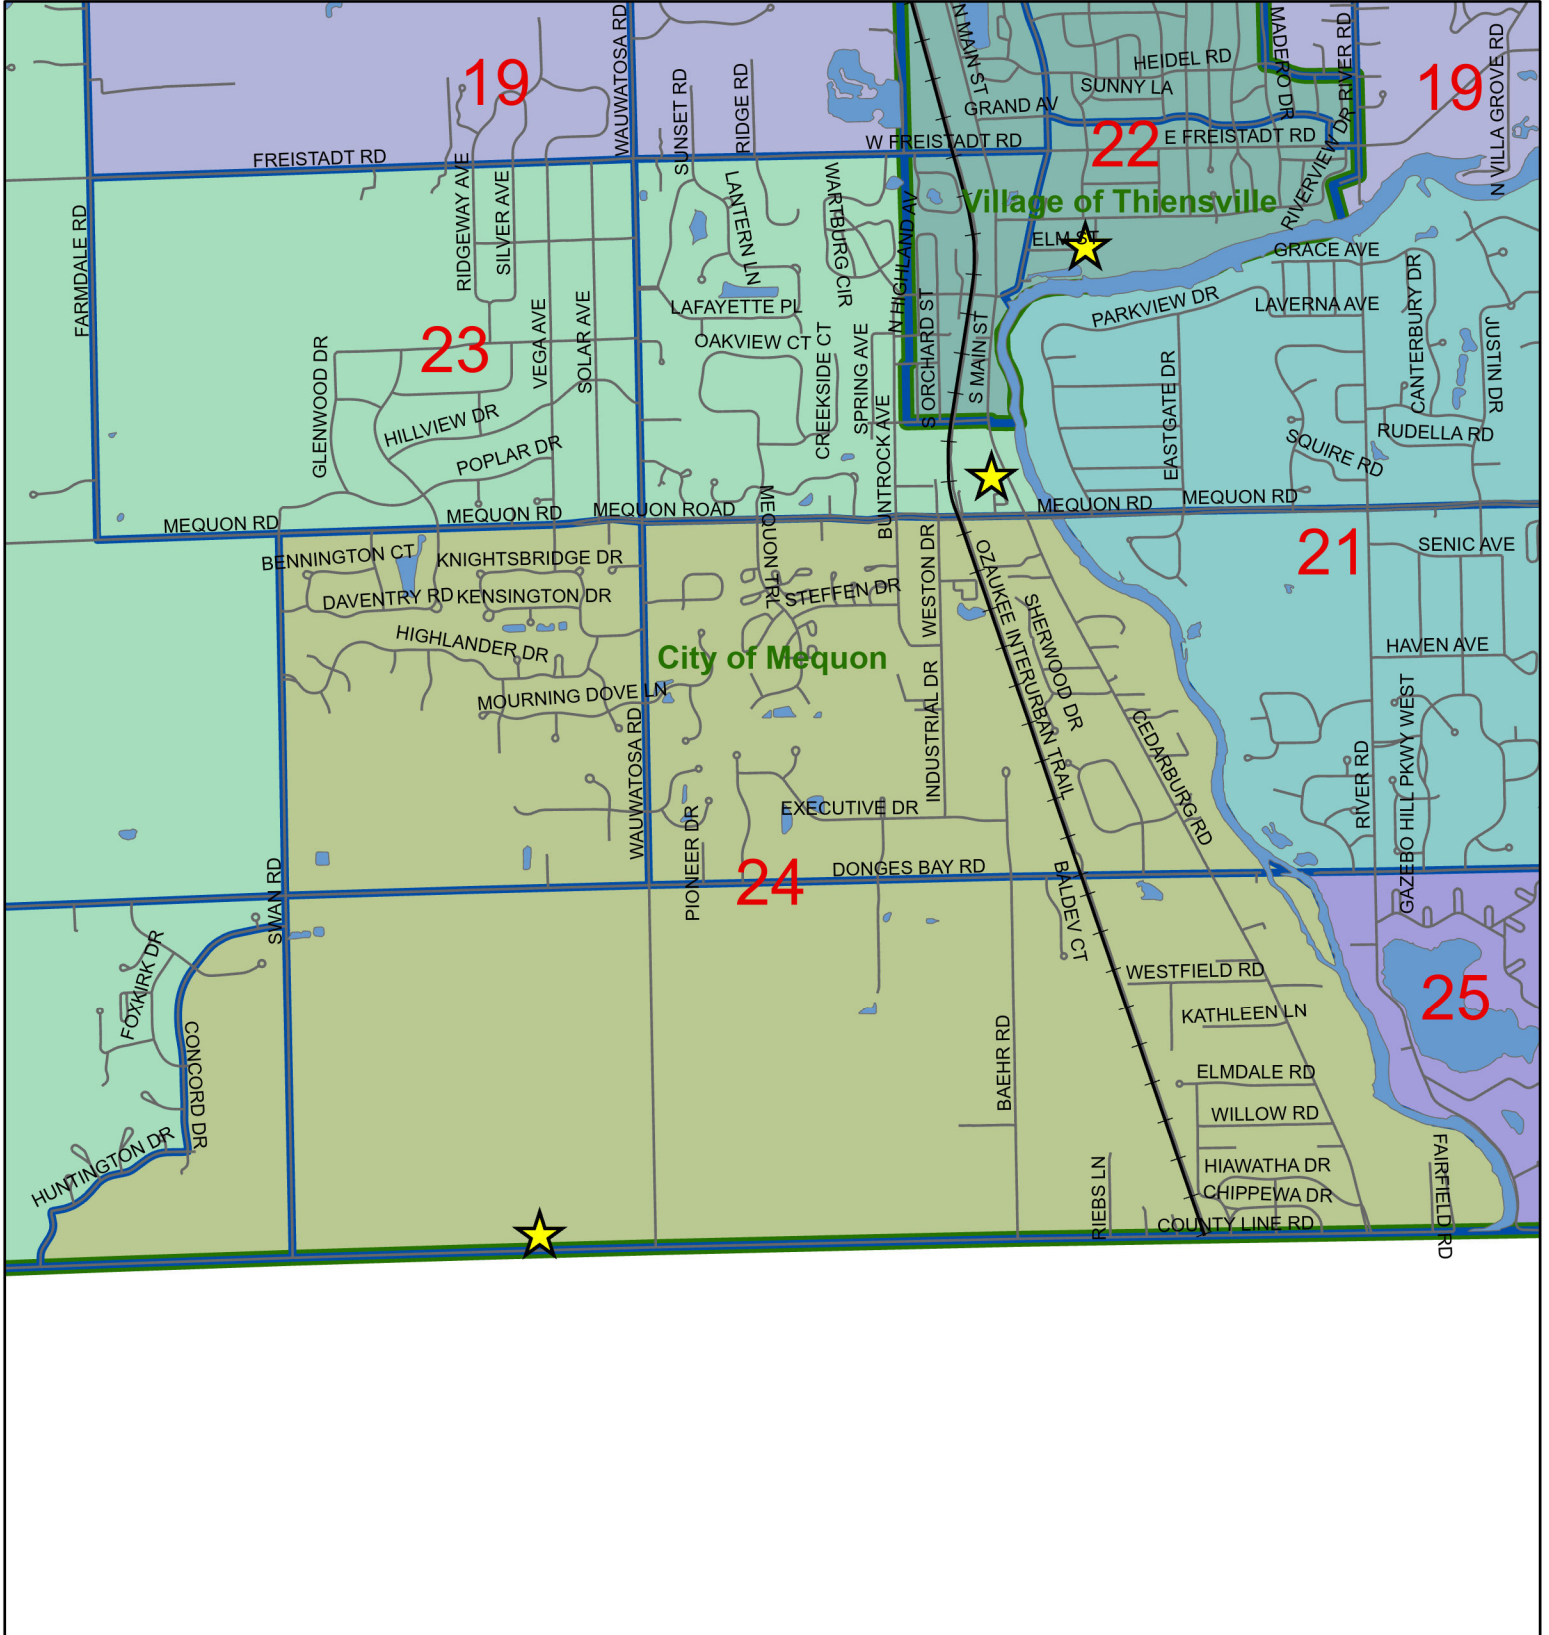 19
19
22
23
21
24
25
Village of Thiensville
City of Mequon
N MAIN ST
MADERO DR
RIVER RD
N VILLA GROVE RD
HEIDEL RD
SUNNY LA
GRAND AV
W FREISTADT RD
E FREISTADT RD
RIVERVIEW DR
WAUWATOSA RD
SUNSET RD
RIDGE RD
FREISTADT RD
FARMDALE RD
RIDGEWAY AVE
SILVER AVE
LANTERN LN
WARTBURG CIR
N HIGHLAND AV
ELM ST
GRACE AVE
PARKVIEW DR
LAVERNA AVE
CANTERBURY DR
JUSTIN DR
LAFAYETTE PL
OAKVIEW CT
CREEKSIDE CT
SPRING AVE
S ORCHARD ST
S MAIN ST
VEGA AVE
SOLAR AVE
GLENWOOD DR
HILLVIEW DR
POPLAR DR
EASTGATE DR
SQUIRE RD
RUDELLA RD
BUNTROCK AVE
MEQUON RD
MEQUON RD
MEQUON ROAD
MEQUON RD
MEQUON RD
MEQUON TRL
BENNINGTON CT
KNIGHTSBRIDGE DR
DAVENTRY RD
KENSINGTON DR
STEFFEN DR
WESTON DR
OZAUKEE INTERURBAN TRAIL
SHERWOOD DR
SENIC AVE
HAVEN AVE
HIGHLANDER DR
MOURNING DOVE LN
WAUWATOSA RD
INDUSTRIAL DR
CEDARBURG RD
RIVER RD
GAZEBO HILL PKWY WEST
EXECUTIVE DR
PIONEER DR
DONGES BAY RD
BALDEV CT
SWAN RD
FOXKIRK DR
CONCORD DR
HUNTINGTON DR
BAEHR RD
WESTFIELD RD
KATHLEEN LN
ELMDALE RD
WILLOW RD
HIAWATHA DR
CHIPPEWA DR
COUNTY LINE RD
RIEBS LN
FAIRFIELD RD